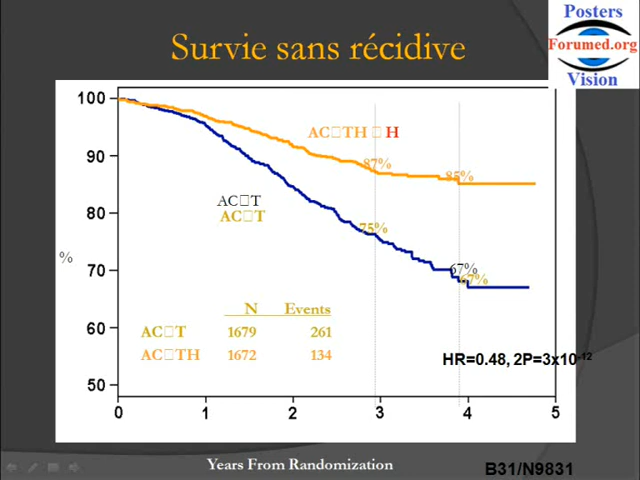 Posters
Forumed.org
Vision
Survie sans récidive
100
90
80
70
60
50
%
AC□TH □ H
87%
85%
AC□T
AC□T
75%
67%
67%
N Events
AC□T 1679 261
AC□TH 1672 134
HR=0.48, 2P=3x10-12
0 1 2 3 4 5
Years From Randomization
B31/N9831